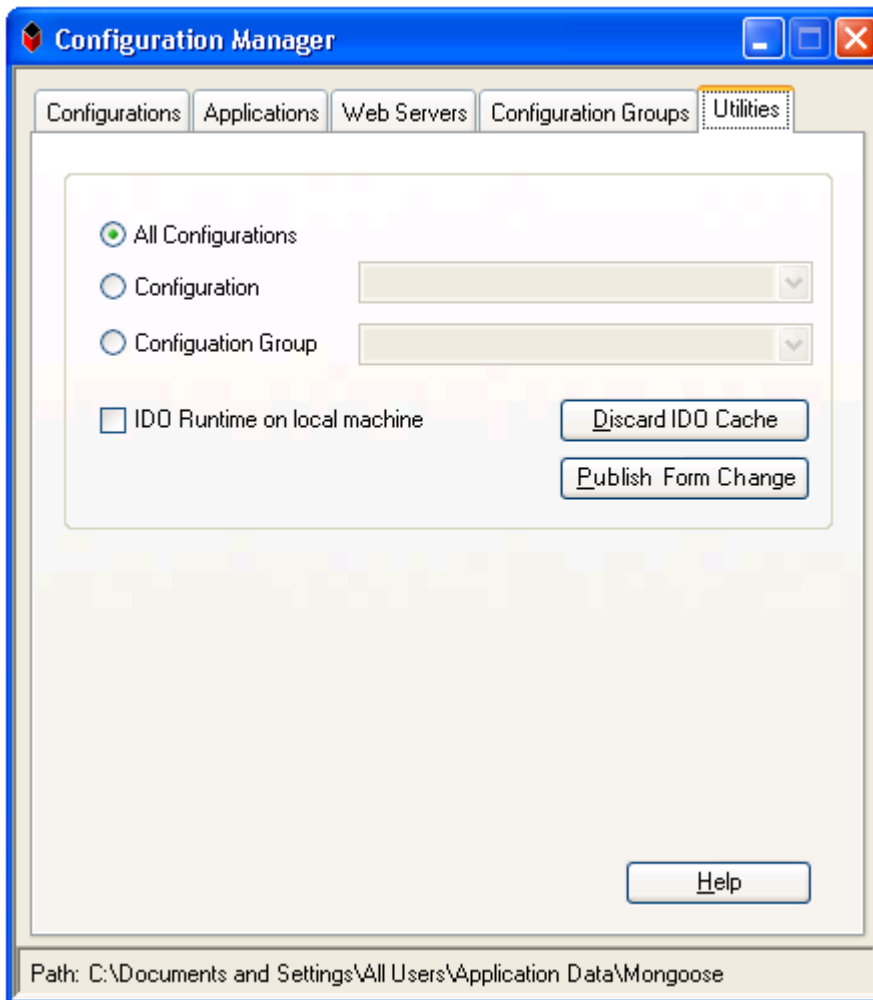 Configuration Manager
Configurations Applications Web Servers Configuration Groups Utilities
All Configurations
Configuration
Configuation Group
IDO Runtime on local machine Discard IDO Cache
Publish Form Change
Help
Path: C:\Documents and Settings\All Users\Application Data\Mongoose